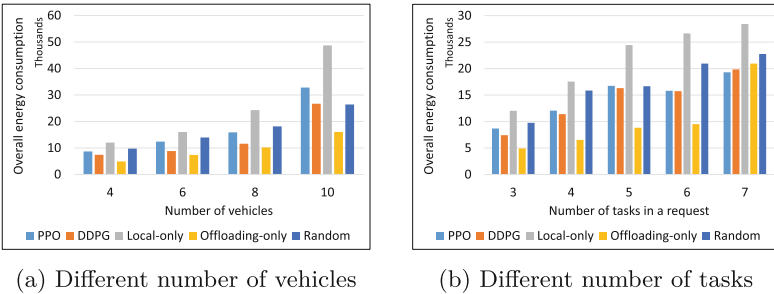 Overall energy consumption
Thousands
60
50
40
30
20
10
0
4 6 8 10
Number of vehicles
PPO DDPG Local-only Offloading-only Random
(a) Different number of vehicles
Overall energy consumption
Thousands
30
25
20
15
10
5
0
3 4 5 6 7
Number of tasks in a request
PPO DDPG Local-only Offloading-only Random
(b) Different number of tasks